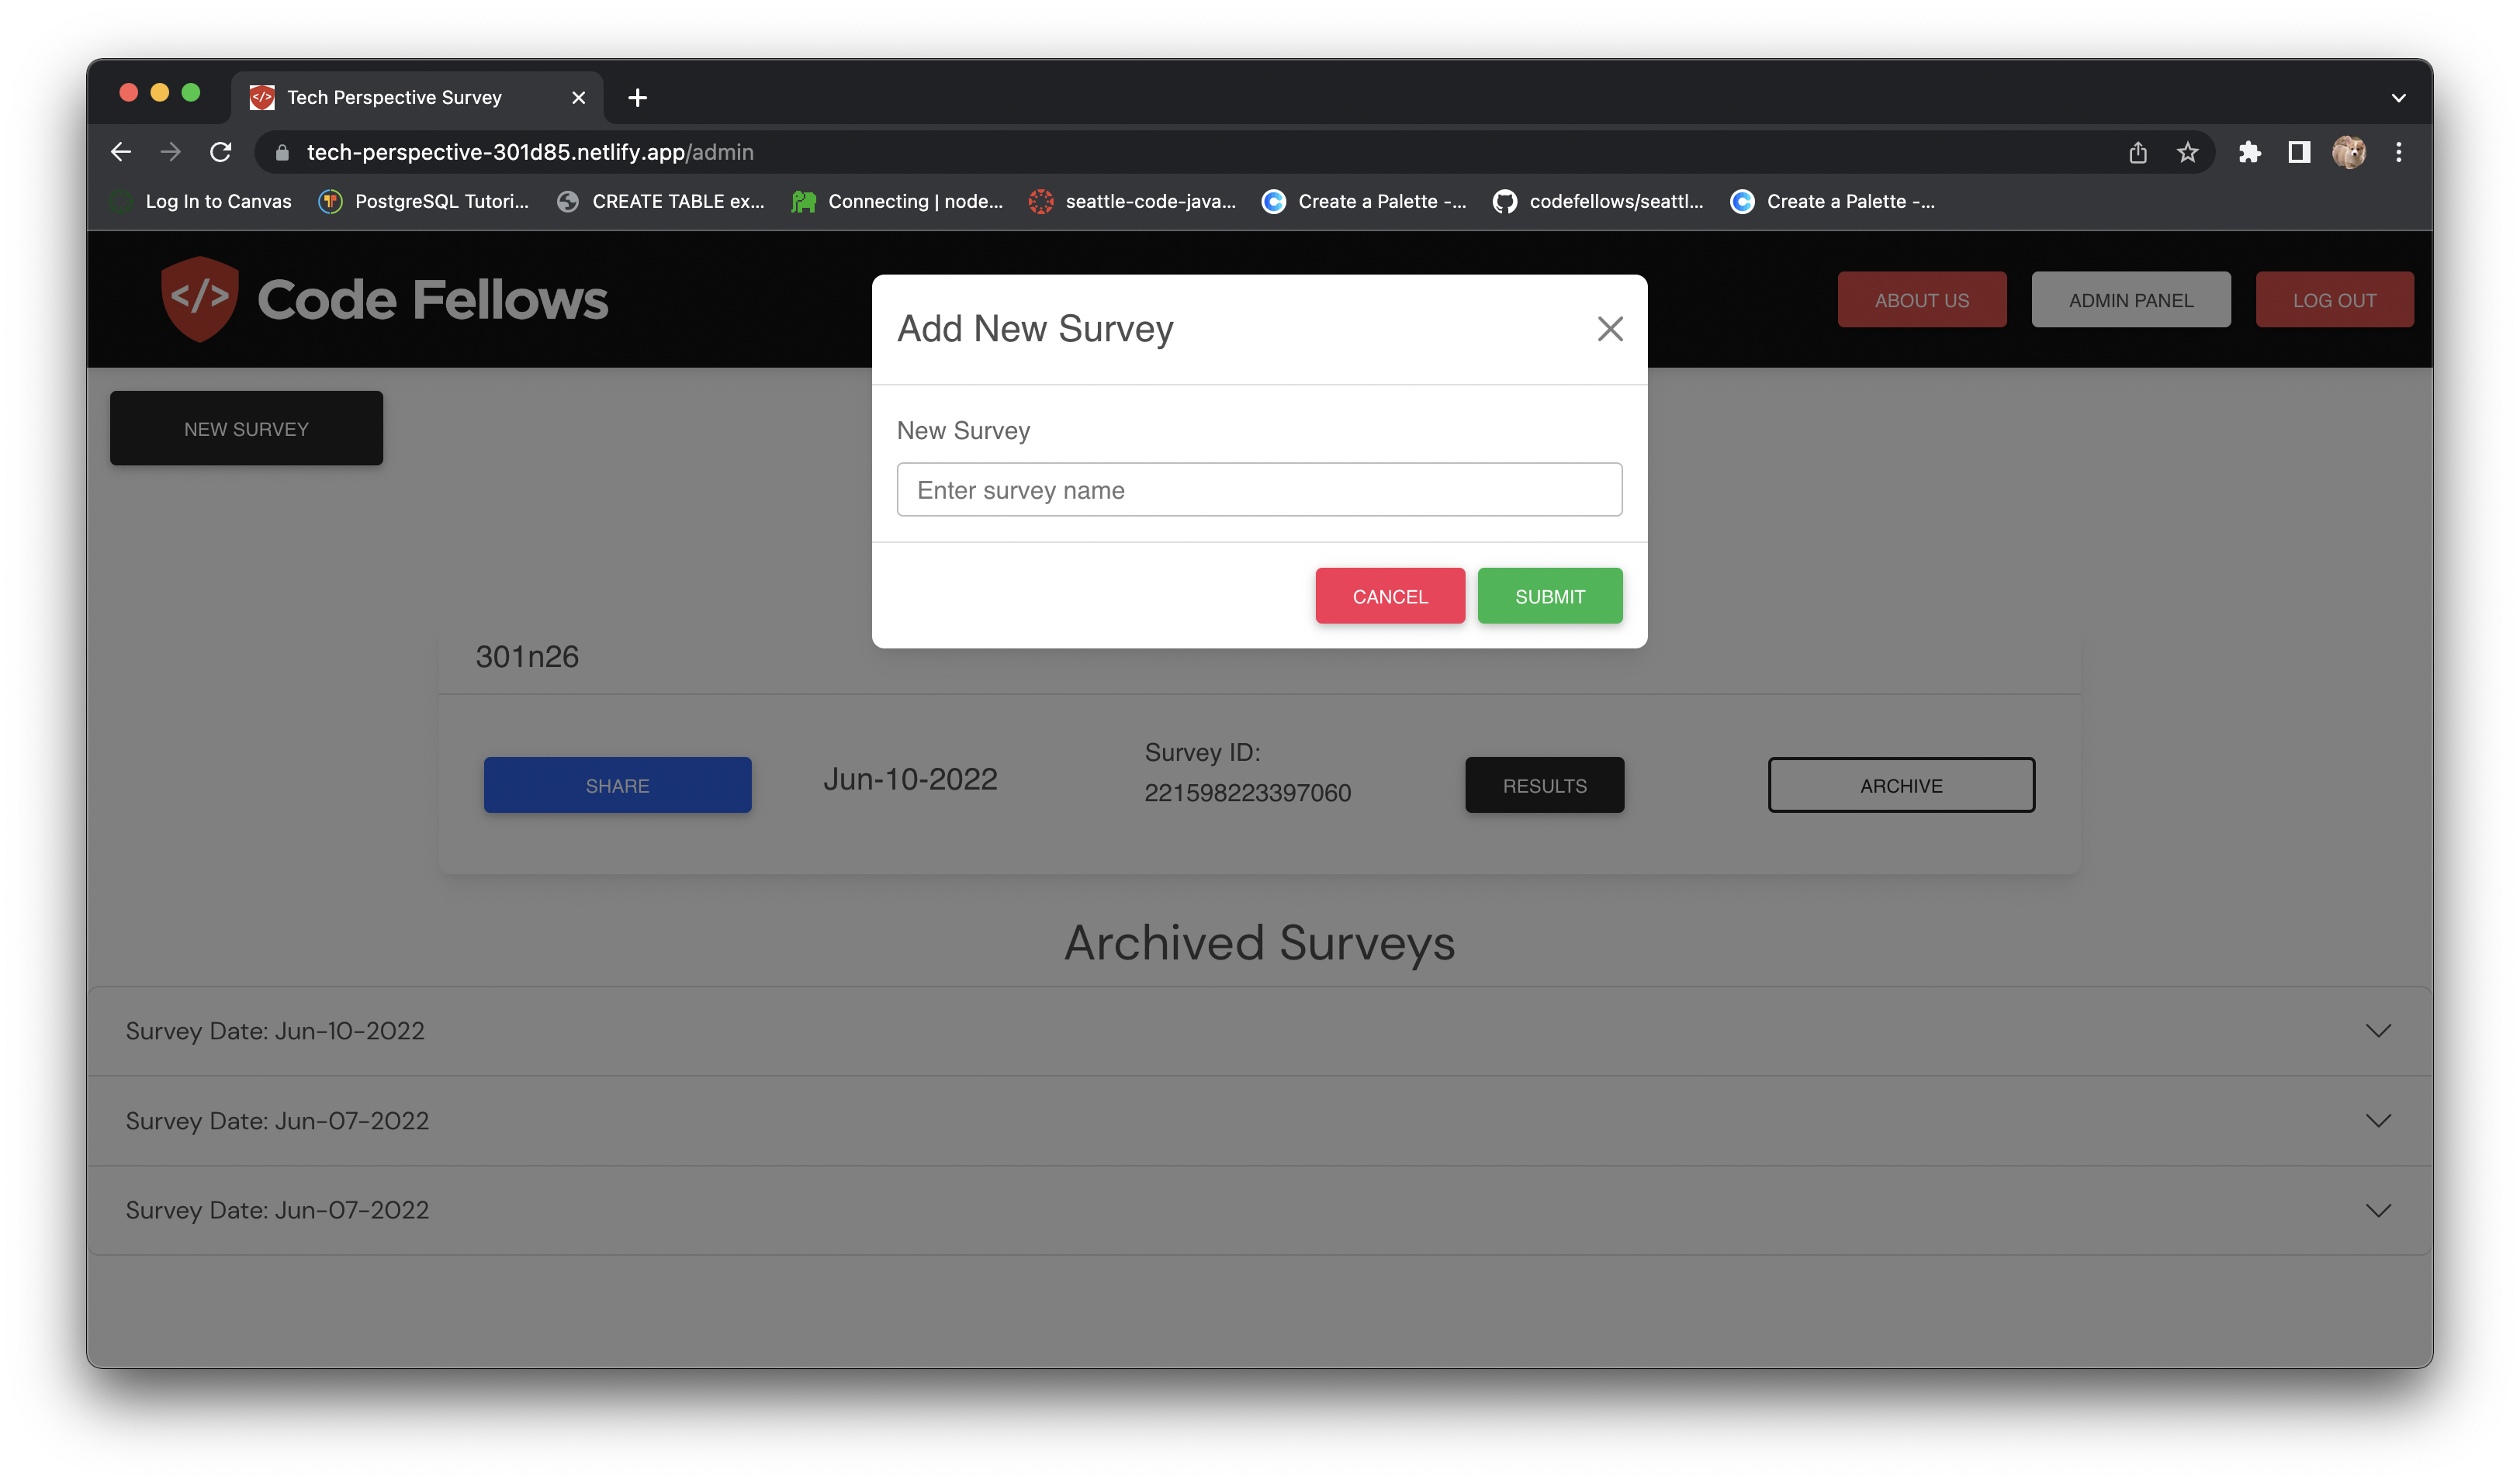 Tech Perspective Survey
tech-perspective-301d85.netlify.app/admin
Log In to Canvas
PostgreSQL Tutori...
CREATE TABLE ex...
Connecting | node...
seattle-code-java...
Create a Palette -...
codefellows/seattl...
Create a Palette -...
</> Code Fellows
ABOUT US
ADMIN PANEL
LOG OUT
NEW SURVEY
Add New Survey
New Survey
Enter survey name
CANCEL
SUBMIT
301n26
SHARE
Jun-10-2022
Survey ID:
221598223397060
RESULTS
ARCHIVE
Archived Surveys
Survey Date: Jun-10-2022
Survey Date: Jun-07-2022
Survey Date: Jun-07-2022